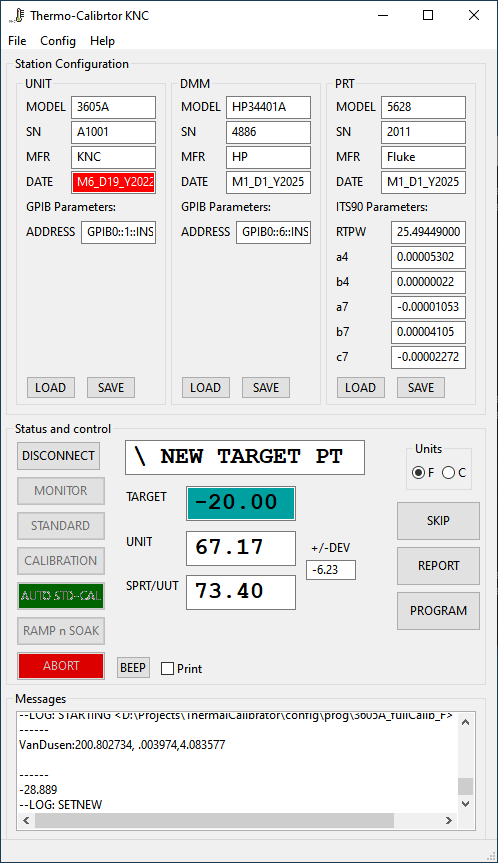 Thermo-Calibrtor KNC
File Config Help
Station Configuration
UNIT
MODEL 3605A
SN A1001
MFR KNC
DATE M6_D19_Y2022
GPIB Parameters:
ADDRESS GPIB0::1::INS
LOAD SAVE
DMM
MODEL HP34401A
SN 4886
MFR HP
DATE M1_D1_Y2025
GPIB Parameters:
ADDRESS GPIB0::6::INS
LOAD SAVE
PRT
MODEL 5628
SN 2011
MFR Fluke
DATE M1_D1_Y2025
ITS90 Parameters:
RTPW 25.49449000
a4 0.00005302
b4 0.00000022
a7 -0.00001053
b7 0.00004105
c7 -0.00002272
LOAD SAVE
Status and control
DISCONNECT
MONITOR
STANDARD
CALIBRATION
AUTO STD-CAL
RAMP n SOAK
ABORT
\ NEW TARGET PT
TARGET -20.00
UNIT 67.17
SPRT/UUT 73.40
+/-DEV
-6.23
BEEP Print
Units
F C
SKIP
REPORT
PROGRAM
Messages
--LOG: STARTING <D:\Projects\ThermalCalibrator\config\prog\3605A_fullCalib_F>
------
VanDusen:200.802734, .003974,4.083577
------
-28.889
--LOG: SETNEW